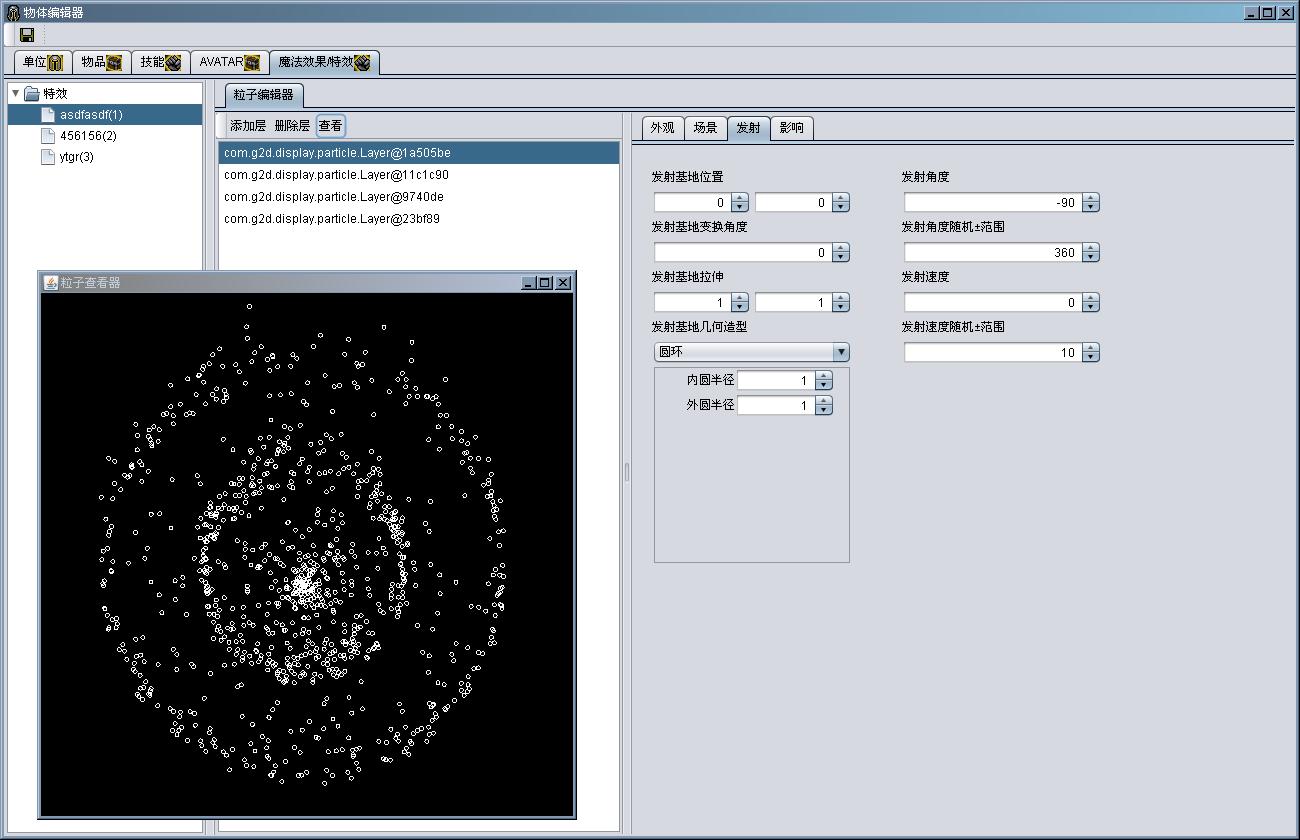 物体编辑器
单位 物品 技能 AVATAR 魔法效果/特效
特效
asdfasdf(1)
456156(2)
ytgr(3)
粒子编辑器
添加层 删除层 查看
com.g2d.display.particle.Layer@1a505be
com.g2d.display.particle.Layer@11c1c90
com.g2d.display.particle.Layer@9740de
com.g2d.display.particle.Layer@23bf89
粒子查看器
外观 场景 发射 影响
发射基地位置
0 0
发射基地变换角度
0
发射基地拉伸
1 1
发射基地几何造型
圆环
内圆半径 1
外圆半径 1
发射角度
-90
发射角度随机±范围
360
发射速度
0
发射速度随机±范围
10